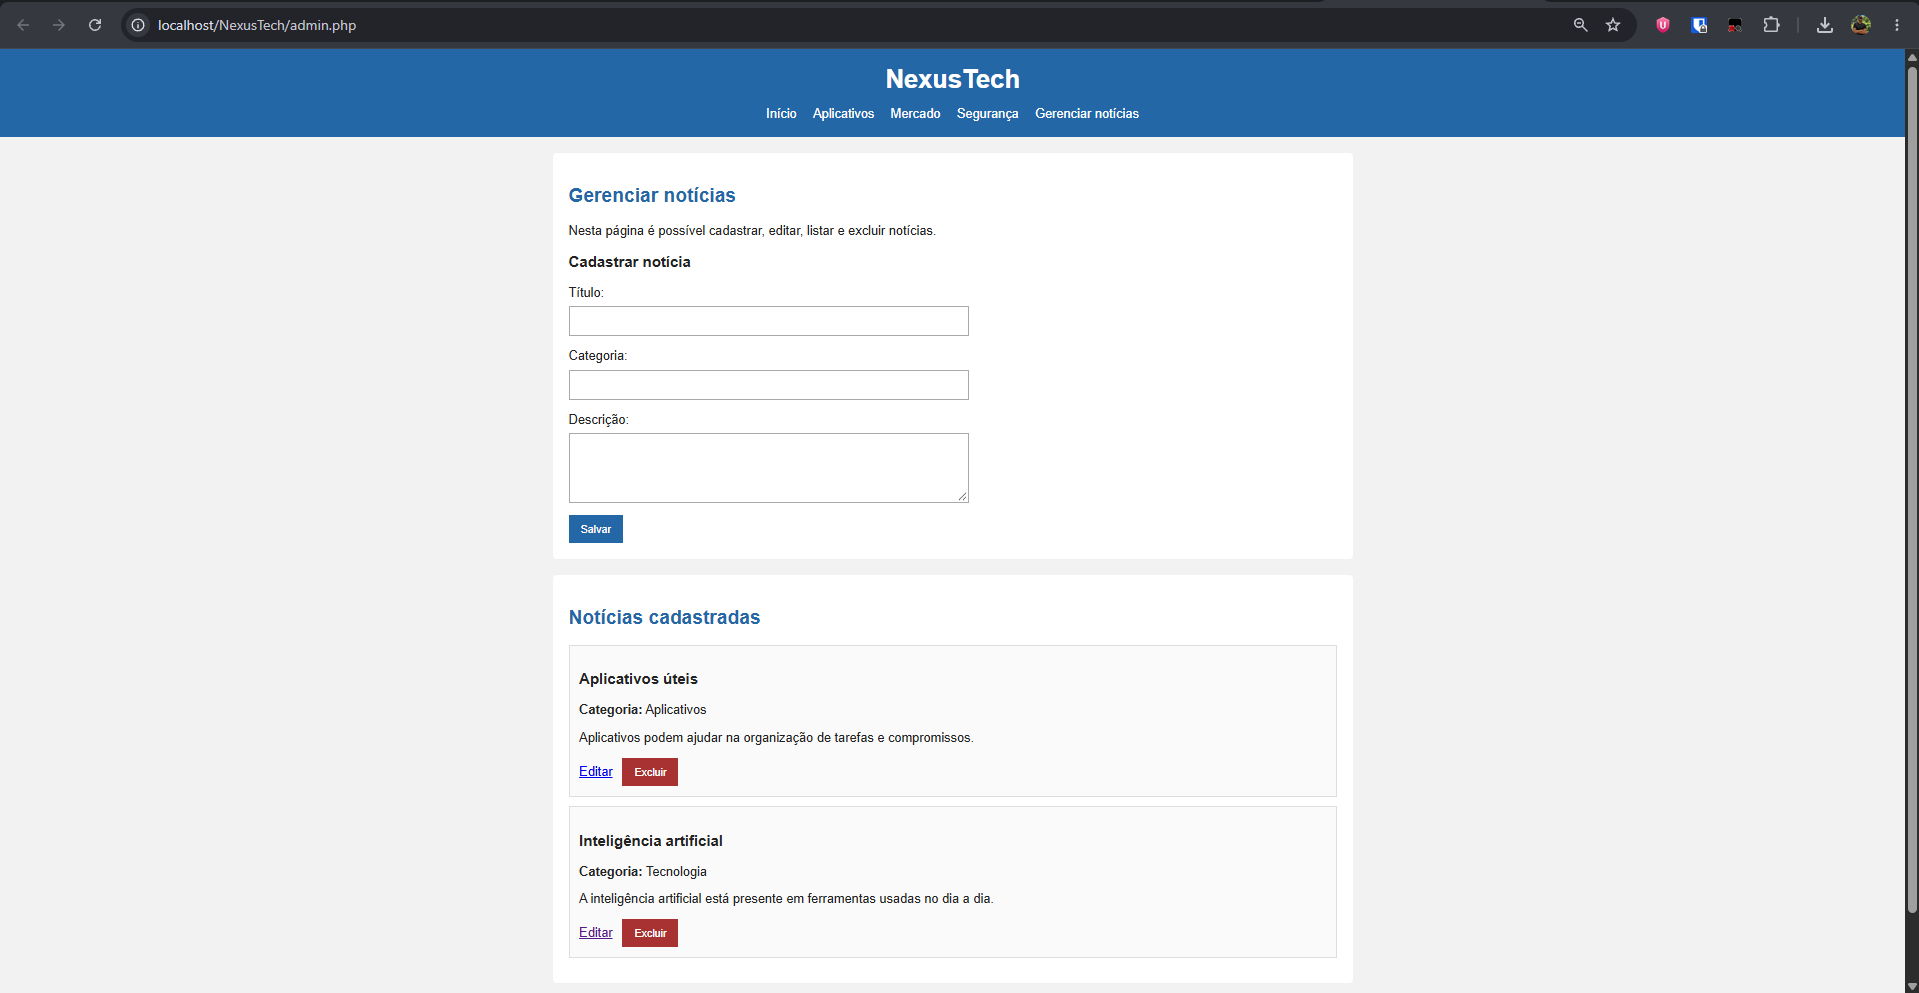 localhost/NexusTech/admin.php
NexusTech
Início Aplicativos Mercado Segurança Gerenciar notícias
Gerenciar notícias
Nesta página é possível cadastrar, editar, listar e excluir notícias.
Cadastrar notícia
Título:
Categoria:
Descrição:
Salvar
Notícias cadastradas
Aplicativos úteis
Categoria: Aplicativos
Aplicativos podem ajudar na organização de tarefas e compromissos.
Editar Excluir
Inteligência artificial
Categoria: Tecnologia
A inteligência artificial está presente em ferramentas usadas no dia a dia.
Editar Excluir